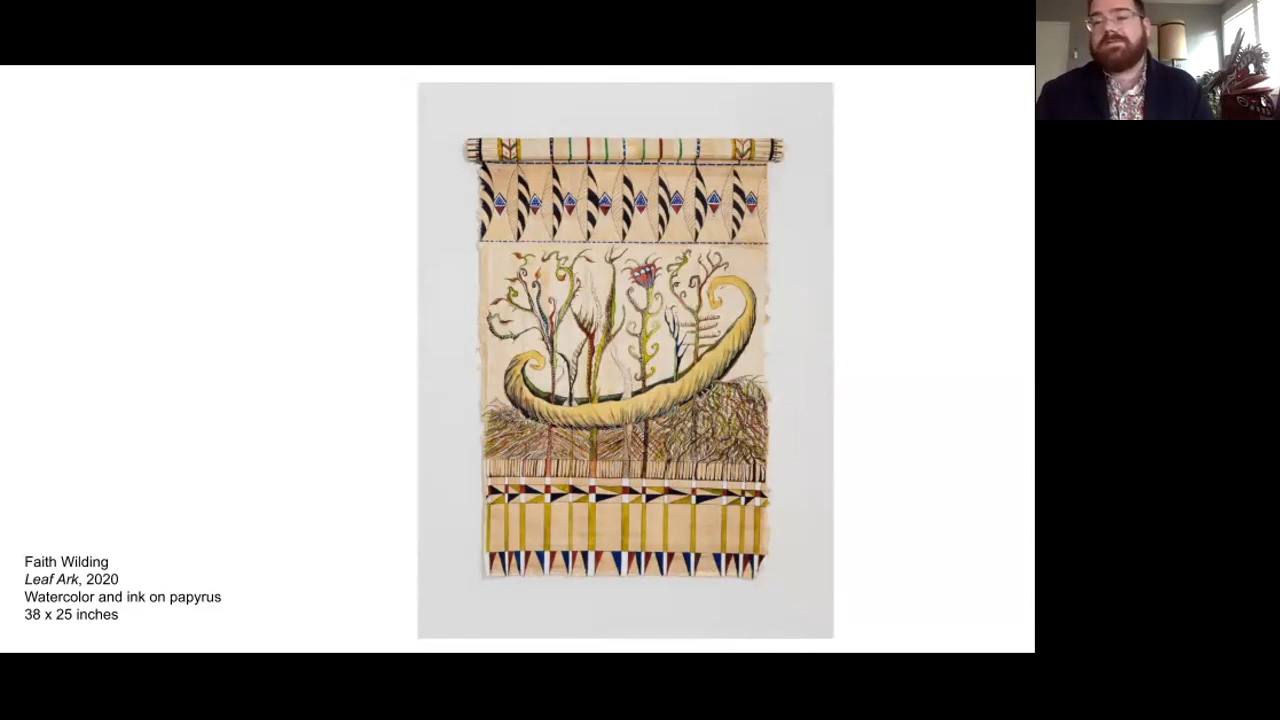 Faith Wilding
Leaf Ark, 2020
Watercolor and ink on papyrus
38 x 25 inches